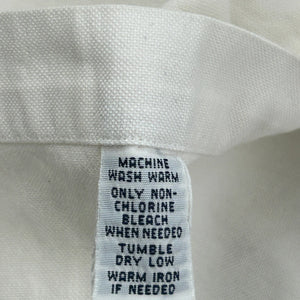 MACHINE
WASH WARM
ONLY NON-
CHLORINE
BLEACH
WHEN NEEDED
TUMBLE
DRY LOW
WARM IRON
IF NEEDED